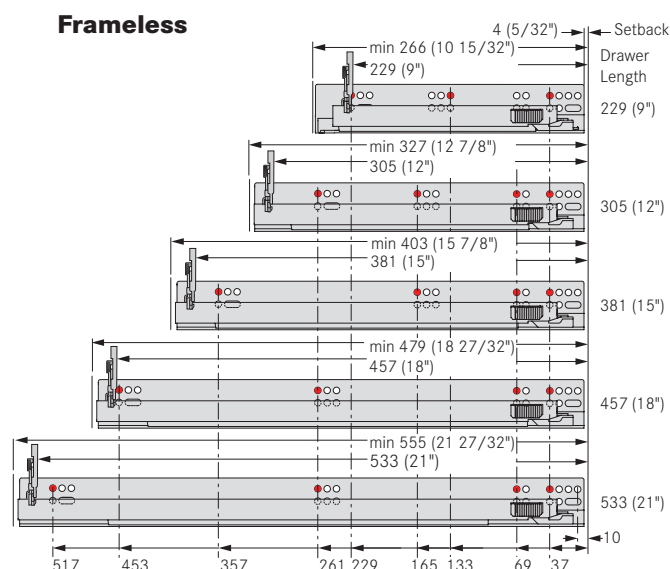 Frameless
4 (5/32") Setback
min 266 (10 15/32")
229 (9")
Drawer
Length
229 (9")
min 327 (12 7/8")
305 (12")
305 (12")
min 403 (15 7/8")
381 (15")
381 (15")
min 479 (18 27/32")
457 (18")
457 (18")
min 555 (21 27/32")
533 (21")
533 (21")
10
517 453 357 261 229 165 133 69 37